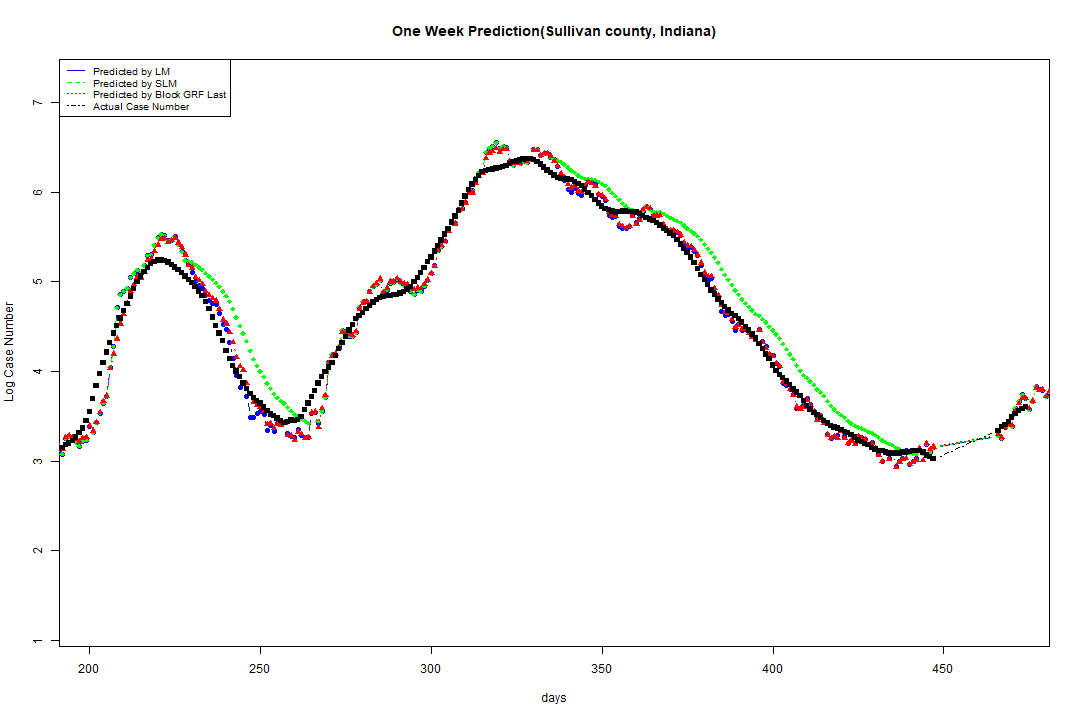 One Week Prediction(Sullivan county, Indiana)
Predicted by LM
Predicted by SLM
Predicted by Block GRF Last
Actual Case Number
7
6
5
4
3
2
1
Log Case Number
200 250 300 350 400 450
days